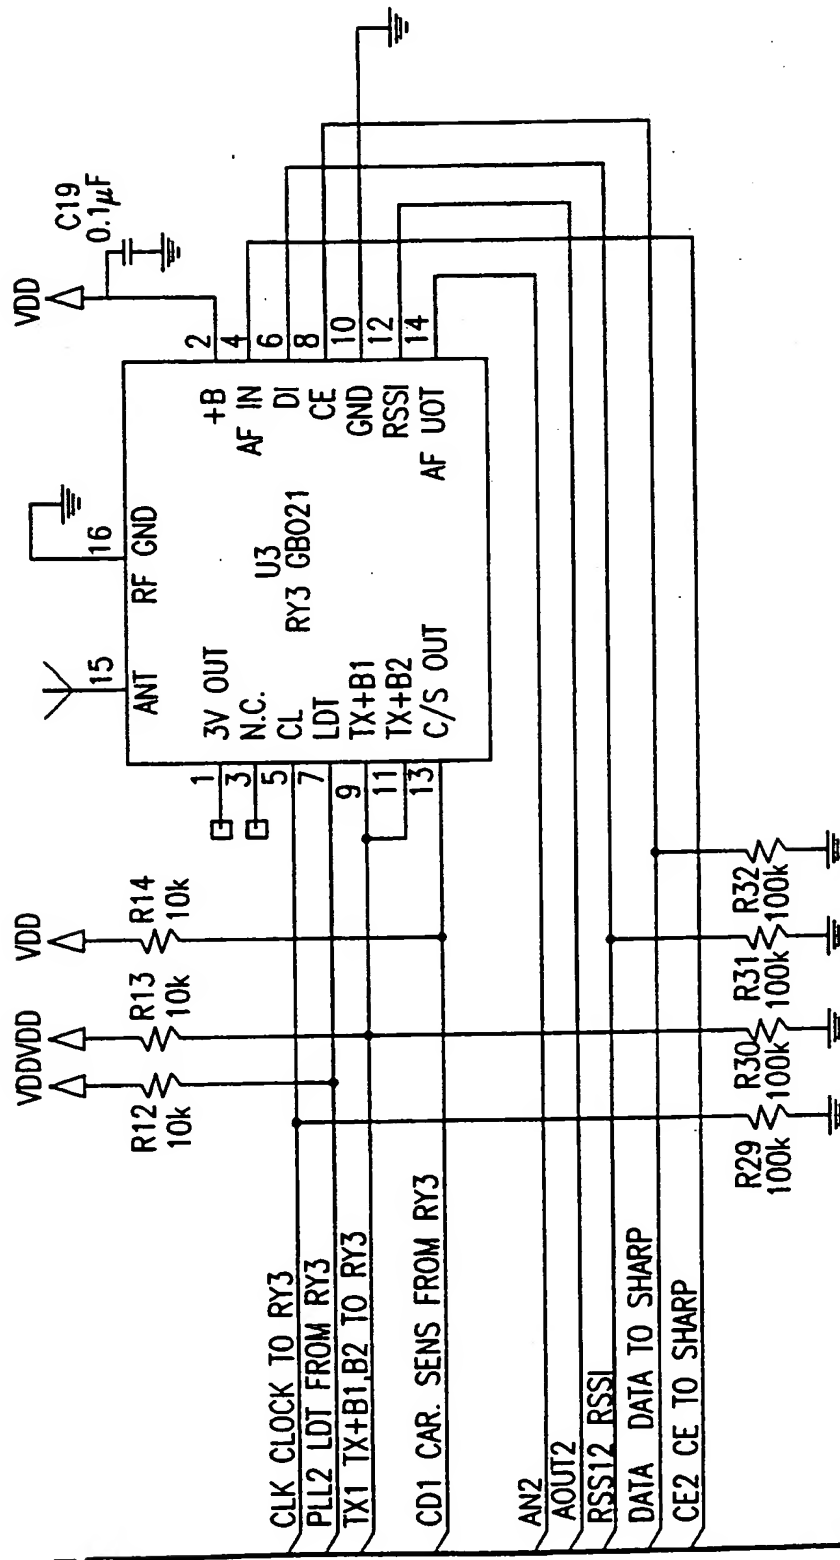 VDD
C19
0.1µF
16
15
RF GND
ANT
2
4
6
8
10
12
14
+B
AF IN
DI
CE
GND
RSSI
AF UOT
U3
RY3 GB021
3V OUT
N.C.
CL
LDT
TX+B1
TX+B2
C/S OUT
1
3
5
7
9
11
13
VDD
R14
10k
VDDVDD
R13
10k
R12
10k
R32
100k
R31
100k
R30
100k
R29
100k
CLK CLOCK TO RY3
PLL2 LDT FROM RY3
TX1 TX+B1,B2 TO RY3
CD1 CAR. SENS FROM RY3
AN2
AOUT2
RSS12 RSSI
DATA DATA TO SHARP
CE2 CE TO SHARP